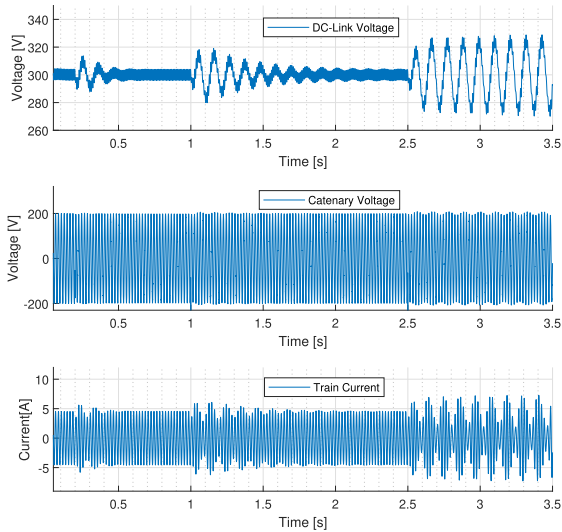 DC-Link Voltage
Voltage [V]
340
320
300
280
260
0.5 1 1.5 2 2.5 3 3.5
Time [s]
Catenary Voltage
Voltage [V]
200
0
-200
0.5 1 1.5 2 2.5 3 3.5
Time [s]
Train Current
Current[A]
10
5
0
-5
0.5 1 1.5 2 2.5 3 3.5
Time [s]